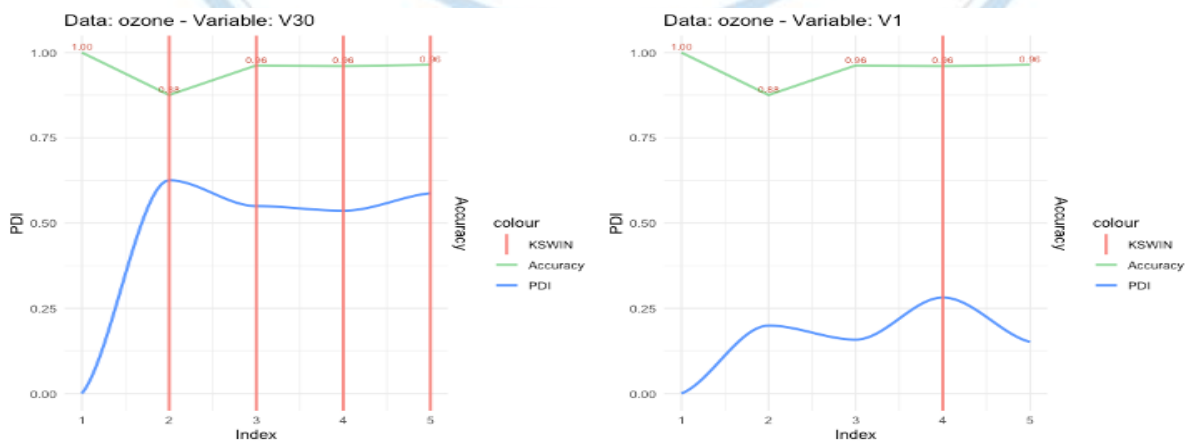 Data: ozone - Variable: V30
1.00
0.75
0.50
0.25
0.00
PDI
1.00
0.88
0.96
0.96
0.96
1
2
3
4
5
Index
Accuracy
colour
KSWIN
Accuracy
PDI
Data: ozone - Variable: V1
1.00
0.75
0.50
0.25
0.00
PDI
1.00
0.88
0.96
0.96
0.96
1
2
3
4
5
Index
Accuracy
colour
KSWIN
Accuracy
PDI